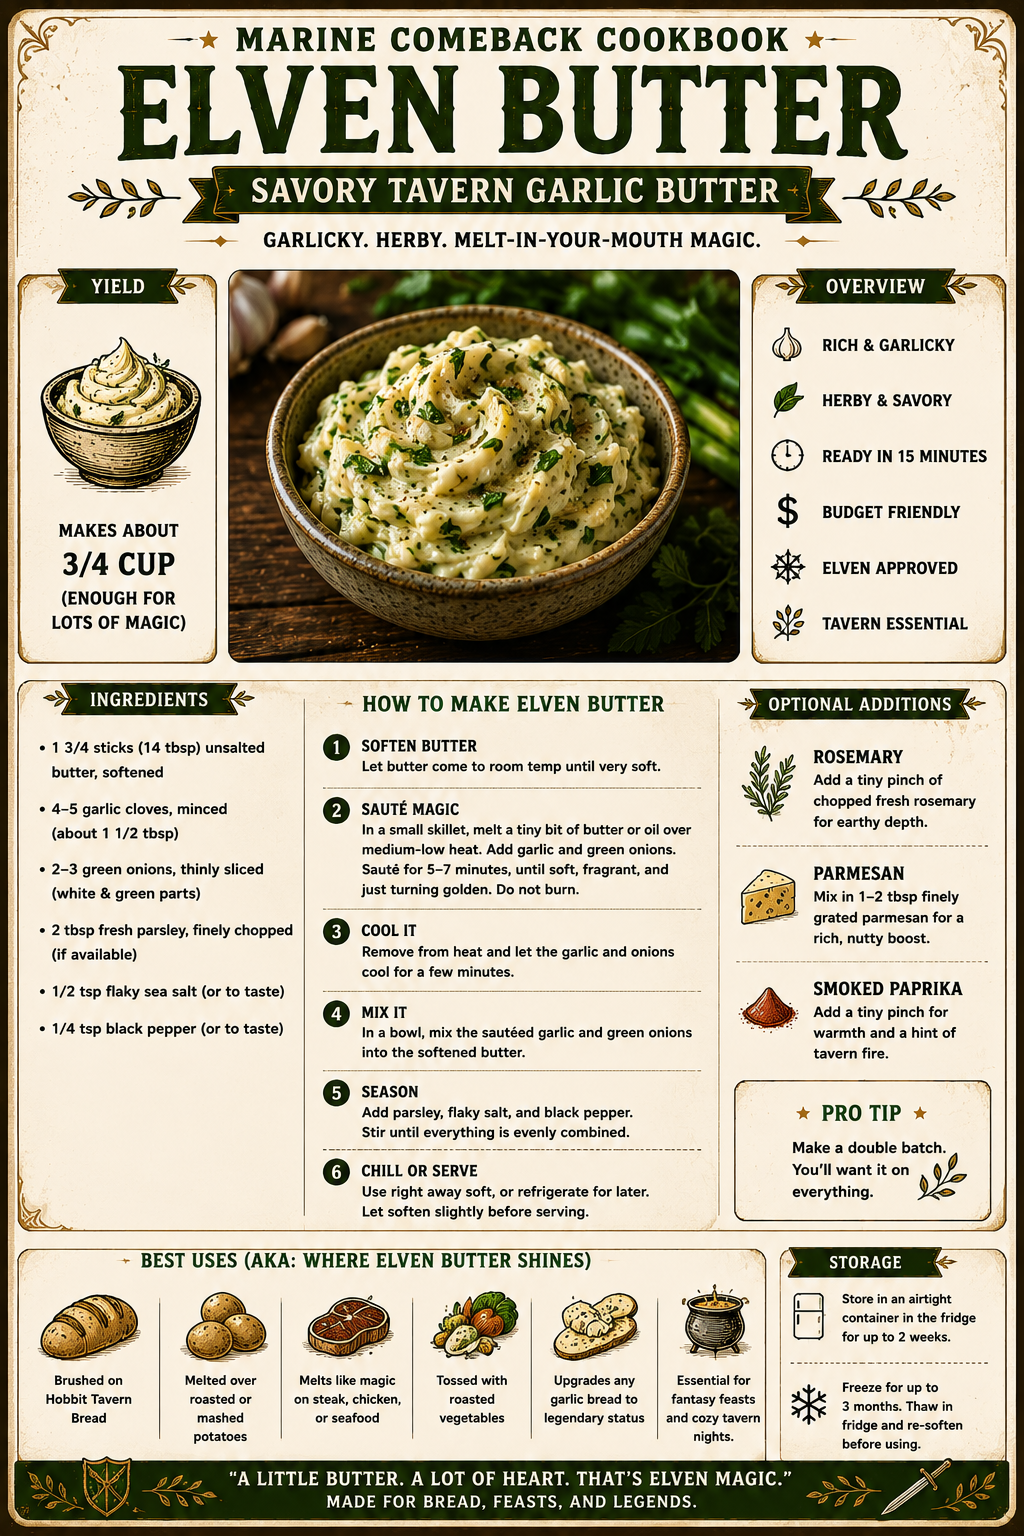 MARINE COMEBACK COOKBOOK
ELVEN BUTTER
SAVORY TAVERN GARLIC BUTTER
GARLICKY. HERBY. MELT-IN-YOUR-MOUTH MAGIC.
YIELD
MAKES ABOUT
3/4 CUP
(ENOUGH FOR
LOTS OF MAGIC)
OVERVIEW
RICH & GARLICKY
HERBY & SAVORY
READY IN 15 MINUTES
$
BUDGET FRIENDLY
ELVEN APPROVED
TAVERN ESSENTIAL
INGREDIENTS
• 1 3/4 sticks (14 tbsp) unsalted
butter, softened
• 4–5 garlic cloves, minced
(about 1 1/2 tbsp)
• 2–3 green onions, thinly sliced
(white & green parts)
• 2 tbsp fresh parsley, finely chopped
(if available)
• 1/2 tsp flaky sea salt (or to taste)
• 1/4 tsp black pepper (or to taste)
HOW TO MAKE ELVEN BUTTER
1 SOFTEN BUTTER
Let butter come to room temp until very soft.
2 SAUTÉ MAGIC
In a small skillet, melt a tiny bit of butter or oil over
medium-low heat. Add garlic and green onions.
Sauté for 5–7 minutes, until soft, fragrant, and
just turning golden. Do not burn.
3 COOL IT
Remove from heat and let the garlic and onions
cool for a few minutes.
4 MIX IT
In a bowl, mix the sautéed garlic and green onions
into the softened butter.
5 SEASON
Add parsley, flaky salt, and black pepper.
Stir until everything is evenly combined.
6 CHILL OR SERVE
Use right away soft, or refrigerate for later.
Let soften slightly before serving.
OPTIONAL ADDITIONS
ROSEMARY
Add a tiny pinch of
chopped fresh rosemary
for earthy depth.
PARMESAN
Mix in 1–2 tbsp finely
grated parmesan for a
rich, nutty boost.
SMOKED PAPRIKA
Add a tiny pinch for
warmth and a hint of
tavern fire.
PRO TIP
Make a double batch.
You'll want it on
everything.
BEST USES (AKA: WHERE ELVEN BUTTER SHINES)
Brushed on
Hobbit Tavern
Bread
Melted over
roasted or
mashed
potatoes
Melts like magic
on steak, chicken,
or seafood
Tossed with
roasted
vegetables
Upgrades any
garlic bread to
legendary status
Essential for
fantasy feasts
and cozy tavern
nights.
STORAGE
Store in an airtight
container in the fridge
for up to 2 weeks.
Freeze for up to
3 months. Thaw in
fridge and re-soften
before using.
“A LITTLE BUTTER. A LOT OF HEART. THAT’S ELVEN MAGIC.”
MADE FOR BREAD, FEASTS, AND LEGENDS.